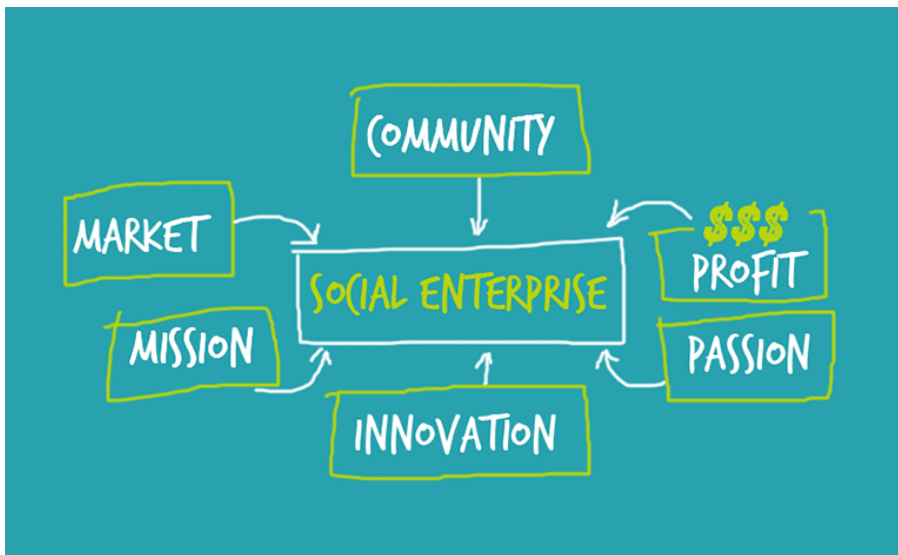 COMMUNITY
MARKET
$$$
PROFIT
SOCIAL ENTERPRISE
MISSION
PASSION
INNOVATION